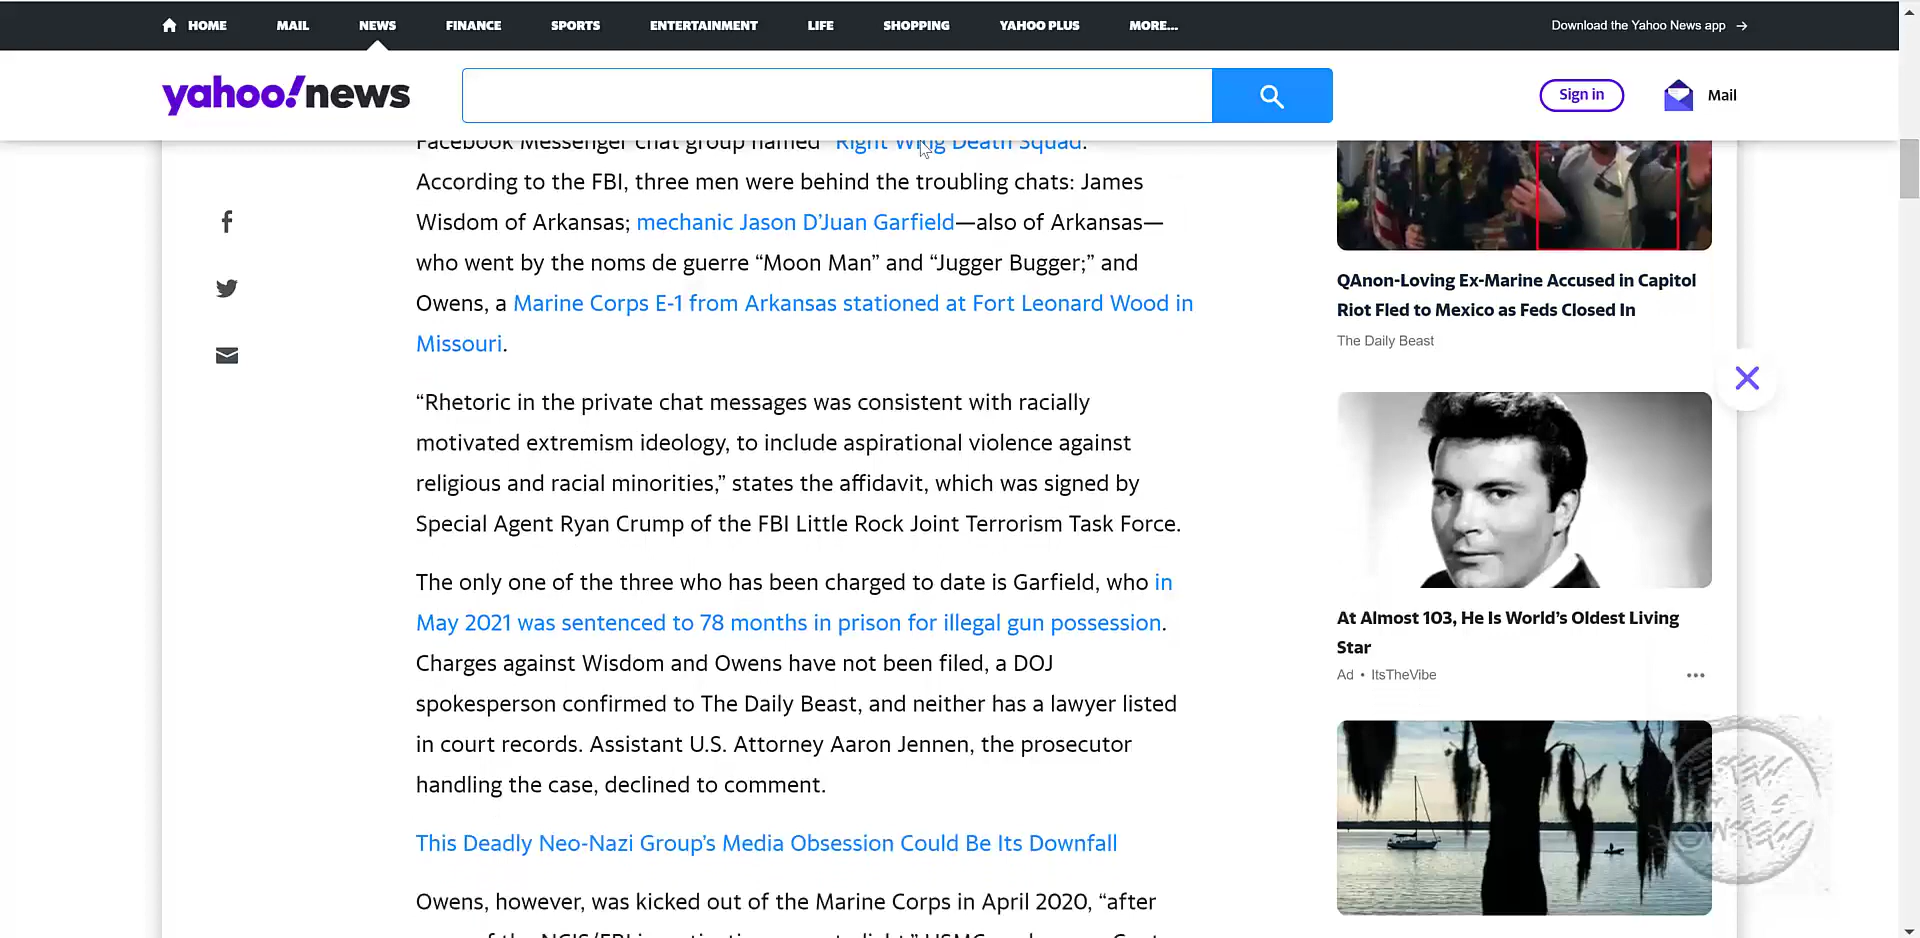 HOME MAIL NEWS FINANCE SPORTS ENTERTAINMENT LIFE SHOPPING YAHOO PLUS MORE... Download the Yahoo News app →
yahoo!news
Sign in
Mail
Facebook Messenger chat group named “Right Wing Death Squad.”
According to the FBI, three men were behind the troubling chats: James
Wisdom of Arkansas; mechanic Jason D’Juan Garfield—also of Arkansas—
who went by the noms de guerre “Moon Man” and “Jugger Bugger;” and
Owens, a Marine Corps E-1 from Arkansas stationed at Fort Leonard Wood in
Missouri.
“Rhetoric in the private chat messages was consistent with racially
motivated extremism ideology, to include aspirational violence against
religious and racial minorities,” states the affidavit, which was signed by
Special Agent Ryan Crump of the FBI Little Rock Joint Terrorism Task Force.
The only one of the three who has been charged to date is Garfield, who in
May 2021 was sentenced to 78 months in prison for illegal gun possession.
Charges against Wisdom and Owens have not been filed, a DOJ
spokesperson confirmed to The Daily Beast, and neither has a lawyer listed
in court records. Assistant U.S. Attorney Aaron Jennen, the prosecutor
handling the case, declined to comment.
This Deadly Neo-Nazi Group’s Media Obsession Could Be Its Downfall
Owens, however, was kicked out of the Marine Corps in April 2020, “after
QAnon-Loving Ex-Marine Accused in Capitol
Riot Fled to Mexico as Feds Closed In
The Daily Beast
At Almost 103, He Is World’s Oldest Living
Star
Ad • ItsTheVibe